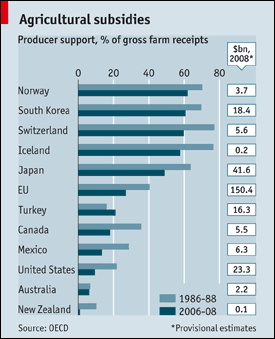 Agricultural subsidies
Producer support, % of gross farm receipts
$bn,
2008*
0 20 40 60 80
Norway 3.7
South Korea 18.4
Switzerland 5.6
Iceland 0.2
Japan 41.6
EU 150.4
Turkey 16.3
Canada 5.5
Mexico 6.3
United States 23.3
Australia 2.2
New Zealand 0.1
1986-88
2006-08
Source: OECD *Provisional estimates